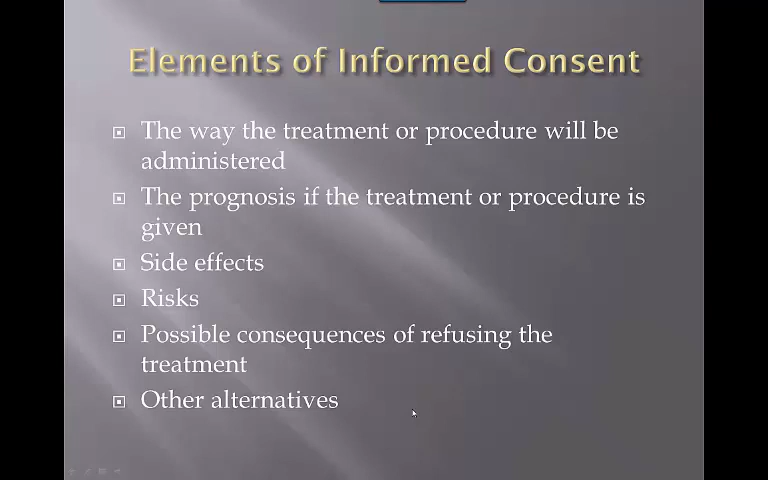 Elements of Informed Consent
The way the treatment or procedure will be
administered
The prognosis if the treatment or procedure is
given
Side effects
Risks
Possible consequences of refusing the
treatment
Other alternatives